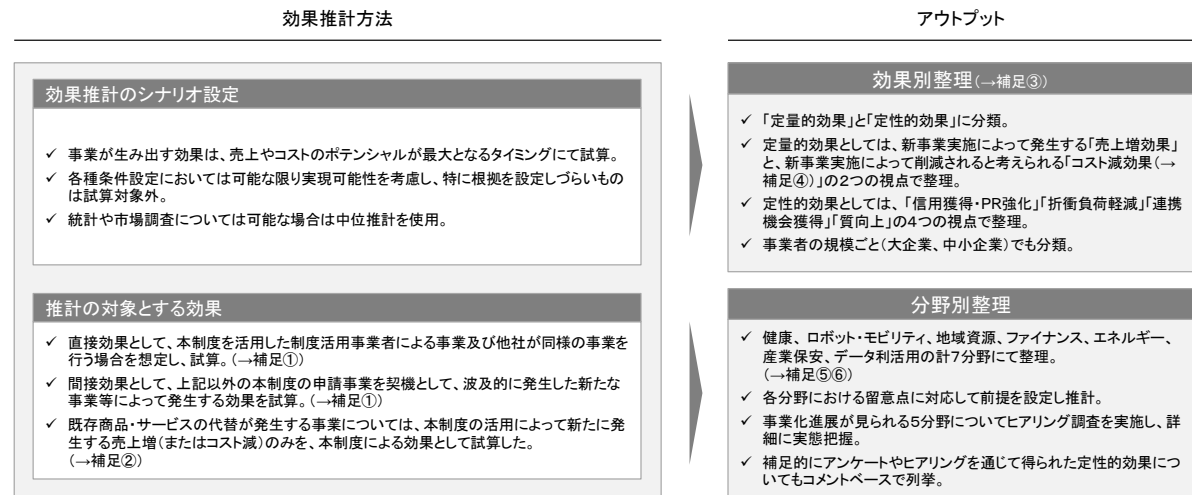 効果推計方法
効果推計のシナリオ設定
✓ 事業が生み出す効果は、売上やコストのポテンシャルが最大となるタイミングにて試算。
✓ 各種条件設定においては可能な限り実現可能性を考慮し、特に根拠を設定しづらいもの
は試算対象外。
✓ 統計や市場調査については可能な場合は中位推計を使用。
推計の対象とする効果
✓ 直接効果として、本制度を活用した制度活用事業者による事業及び他社が同様の事業を
行う場合を想定し、試算。(→補足①)
✓ 間接効果として、上記以外の本制度の申請事業を契機として、波及的に発生した新たな
事業等によって発生する効果を試算。(→補足①)
✓ 既存商品・サービスの代替が発生する事業については、本制度の活用によって新たに発
生する売上増(またはコスト減)のみを、本制度による効果として試算した。
(→補足②)
アウトプット
効果別整理(→補足③)
✓ 「定量的効果」と「定性的効果」に分類。
✓ 定量的効果としては、新事業実施によって発生する「売上増効果」
と、新事業実施によって削減されると考えられる「コスト減効果(→
補足④)」の2つの視点で整理。
✓ 定性的効果としては、「信用獲得・PR強化」「折衝負荷軽減」「連携
機会獲得」「質向上」の4つの視点で整理。
✓ 事業者の規模ごと(大企業、中小企業)でも分類。
分野別整理
✓ 健康、ロボット・モビリティ、地域資源、ファイナンス、エネルギー、
産業保安、データ利活用の計7分野にて整理。
(→補足⑤⑥)
✓ 各分野における留意点に対応して前提を設定し推計。
✓ 事業化進展が見られる5分野についてヒアリング調査を実施し、詳
細に実態把握。
✓ 補足的にアンケートやヒアリングを通じて得られた定性的効果につ
いてもコメントベースで列挙。